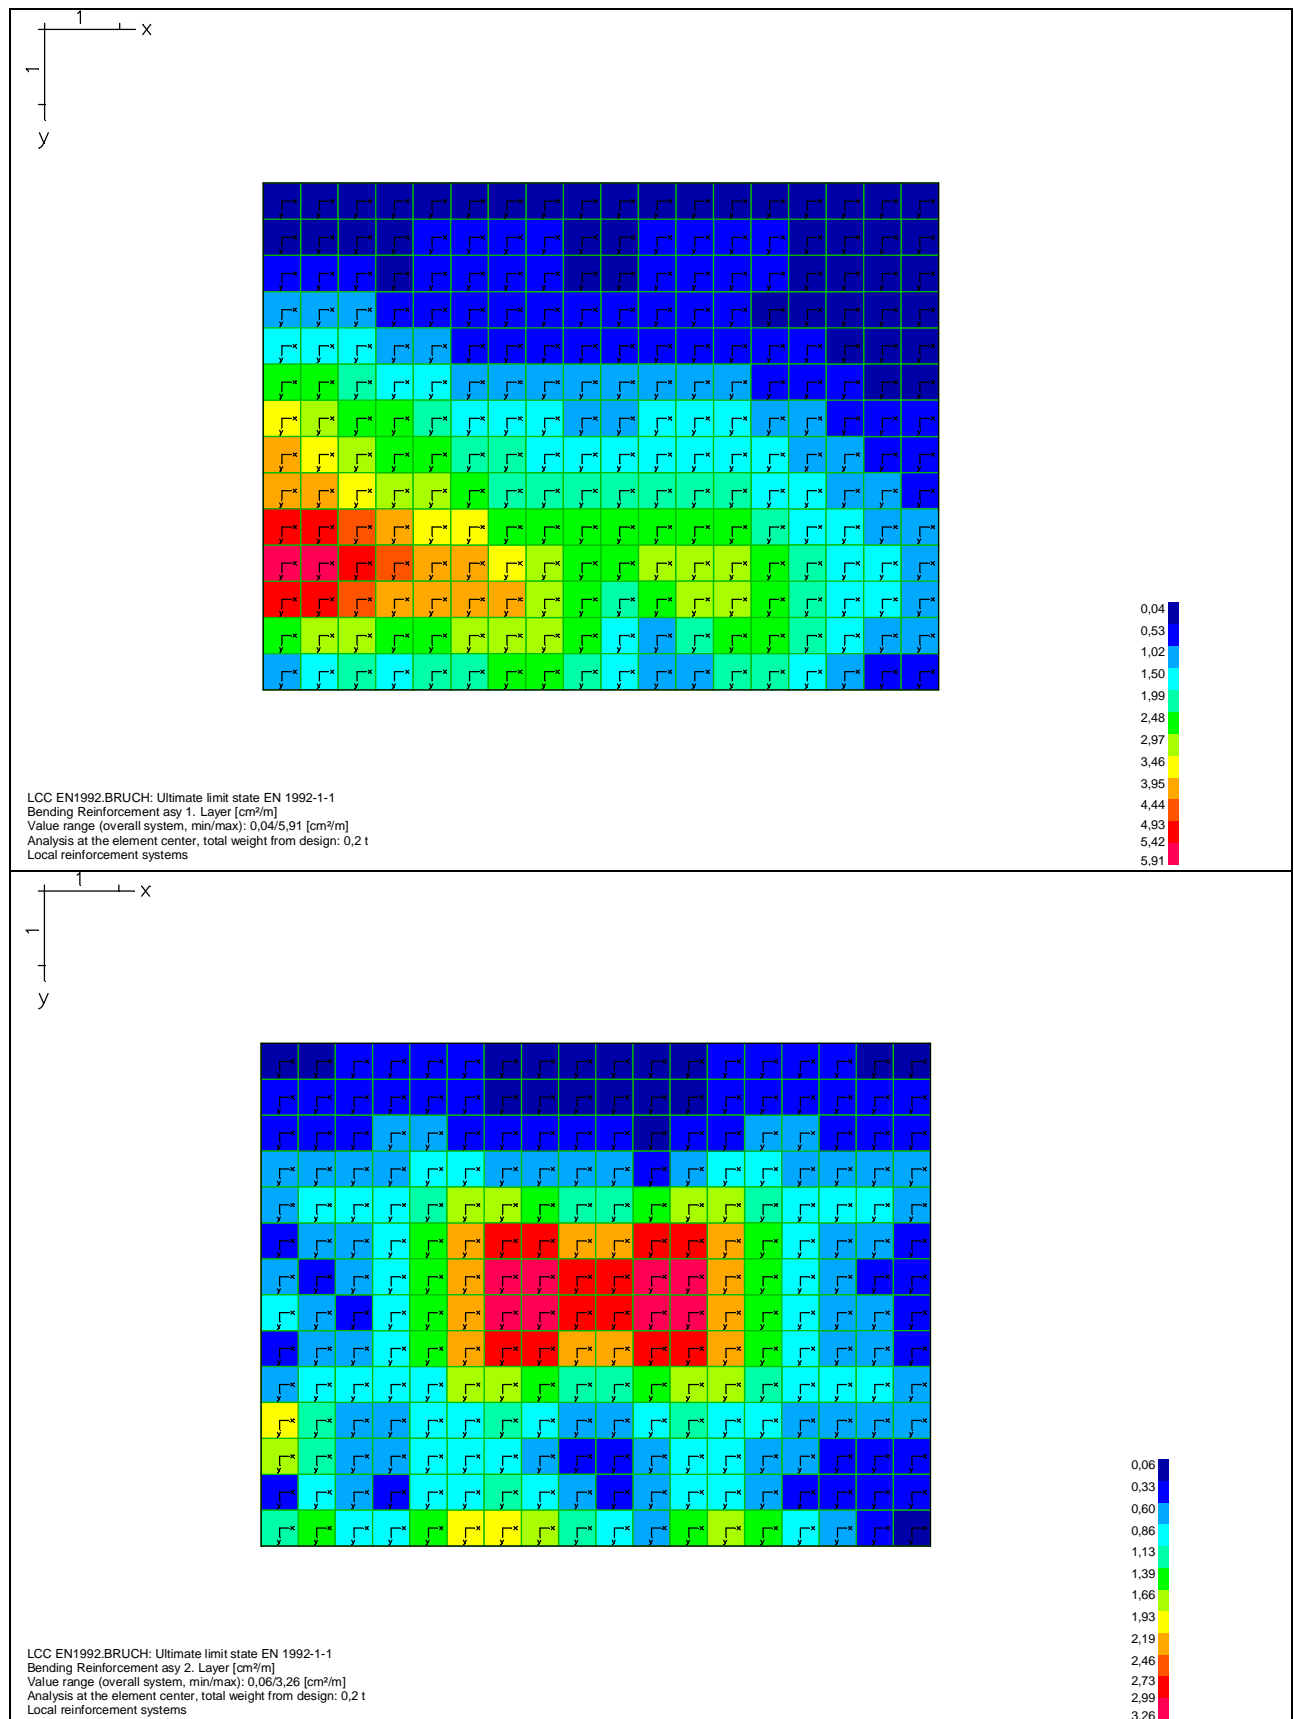 1
x
1
y
0,04
0,53
1,02
1,50
1,99
2,48
2,97
3,46
3,95
4,44
4,93
5,42
5,91
LCC EN1992.BRUCH: Ultimate limit state EN 1992-1-1
Bending Reinforcement asy 1. Layer [cm²/m]
Value range (overall system, min/max): 0,04/5,91 [cm²/m]
Analysis at the element center, total weight from design: 0,2 t
Local reinforcement systems
1
x
1
y
0,06
0,33
0,60
0,86
1,13
1,39
1,66
1,93
2,19
2,46
2,73
2,99
3,26
LCC EN1992.BRUCH: Ultimate limit state EN 1992-1-1
Bending Reinforcement asy 2. Layer [cm²/m]
Value range (overall system, min/max): 0,06/3,26 [cm²/m]
Analysis at the element center, total weight from design: 0,2 t
Local reinforcement systems